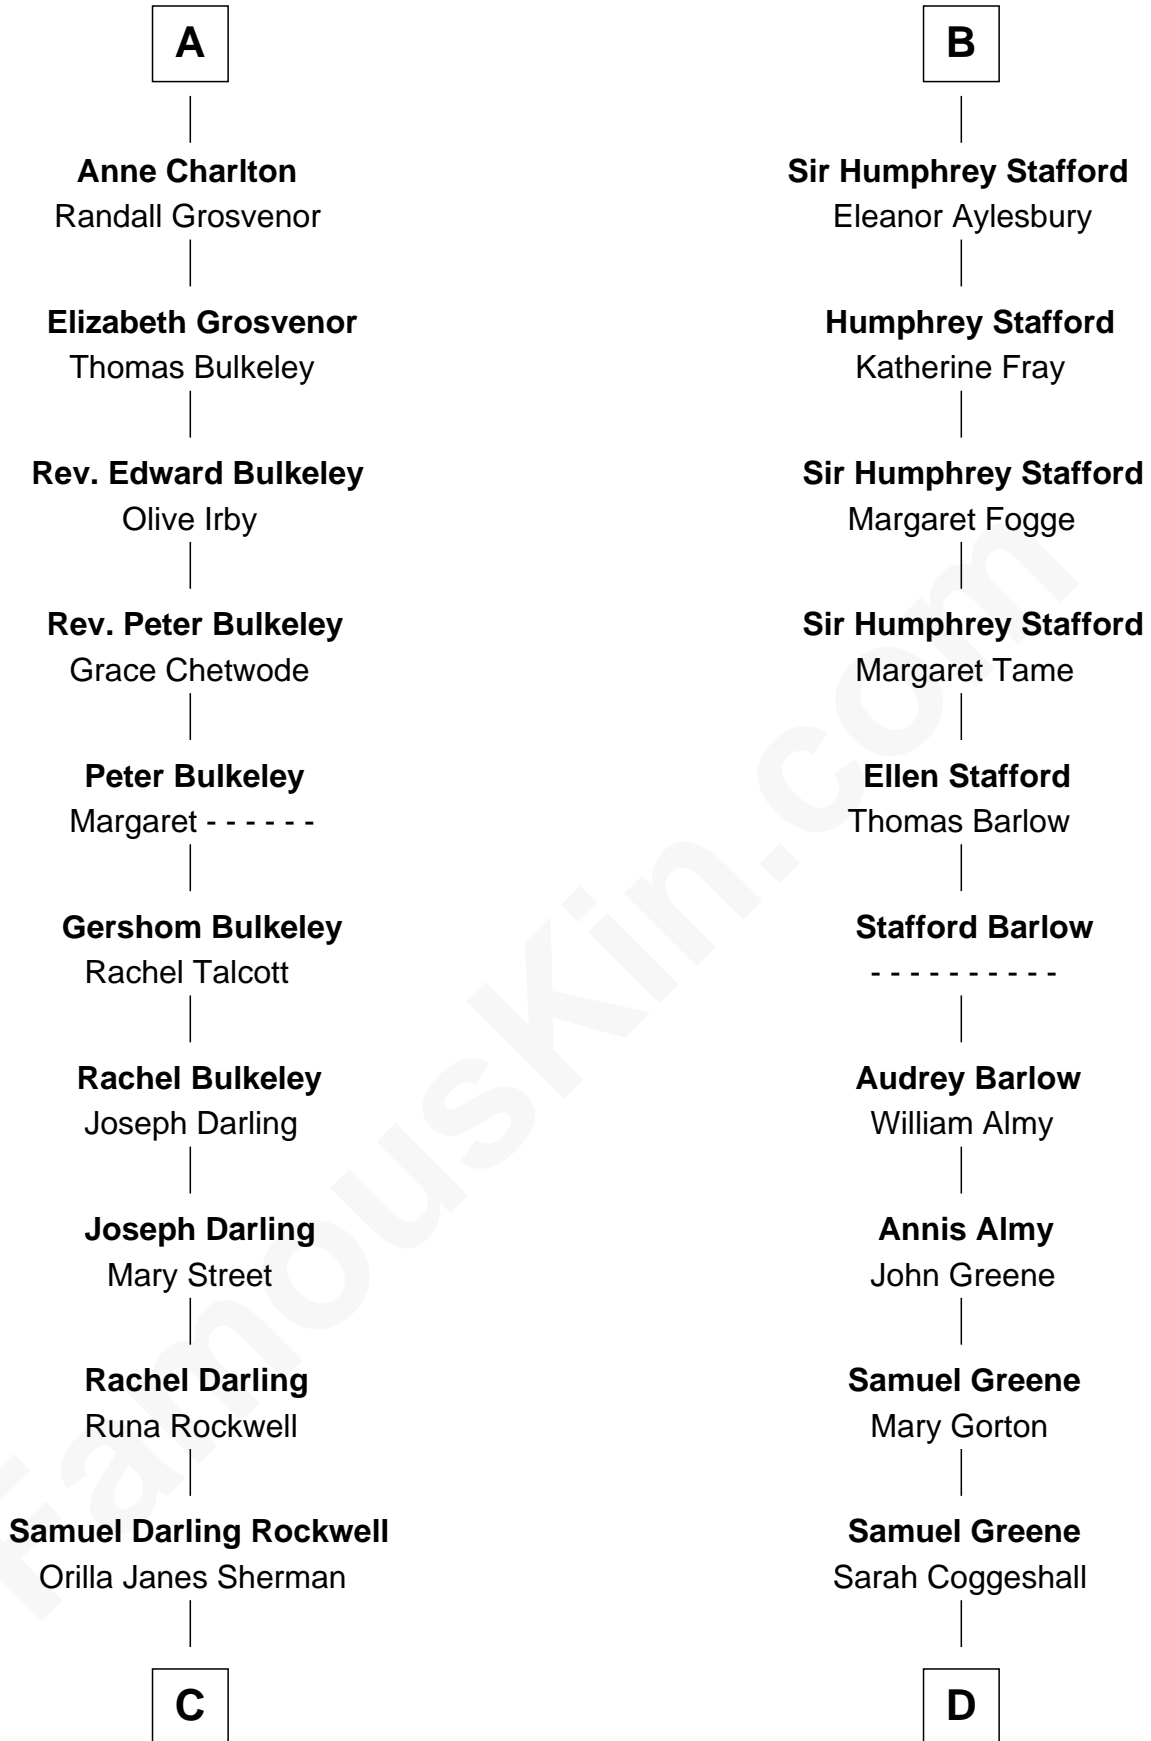 A
Anne Charlton
Randall Grosvenor
Elizabeth Grosvenor
Thomas Bulkeley
Rev. Edward Bulkeley
Olive Irby
Rev. Peter Bulkeley
Grace Chetwode
Peter Bulkeley
Margaret - - - - - -
Gershom Bulkeley
Rachel Talcott
Rachel Bulkeley
Joseph Darling
Joseph Darling
Mary Street
Rachel Darling
Runa Rockwell
Samuel Darling Rockwell
Orilla Janes Sherman
C
B
Sir Humphrey Stafford
Eleanor Aylesbury
Humphrey Stafford
Katherine Fray
Sir Humphrey Stafford
Margaret Fogge
Sir Humphrey Stafford
Margaret Tame
Ellen Stafford
Thomas Barlow
Stafford Barlow
- - - - - - - - - -
Audrey Barlow
William Almy
Annis Almy
John Greene
Samuel Greene
Mary Gorton
Samuel Greene
Sarah Coggeshall
D
FamousKin.com